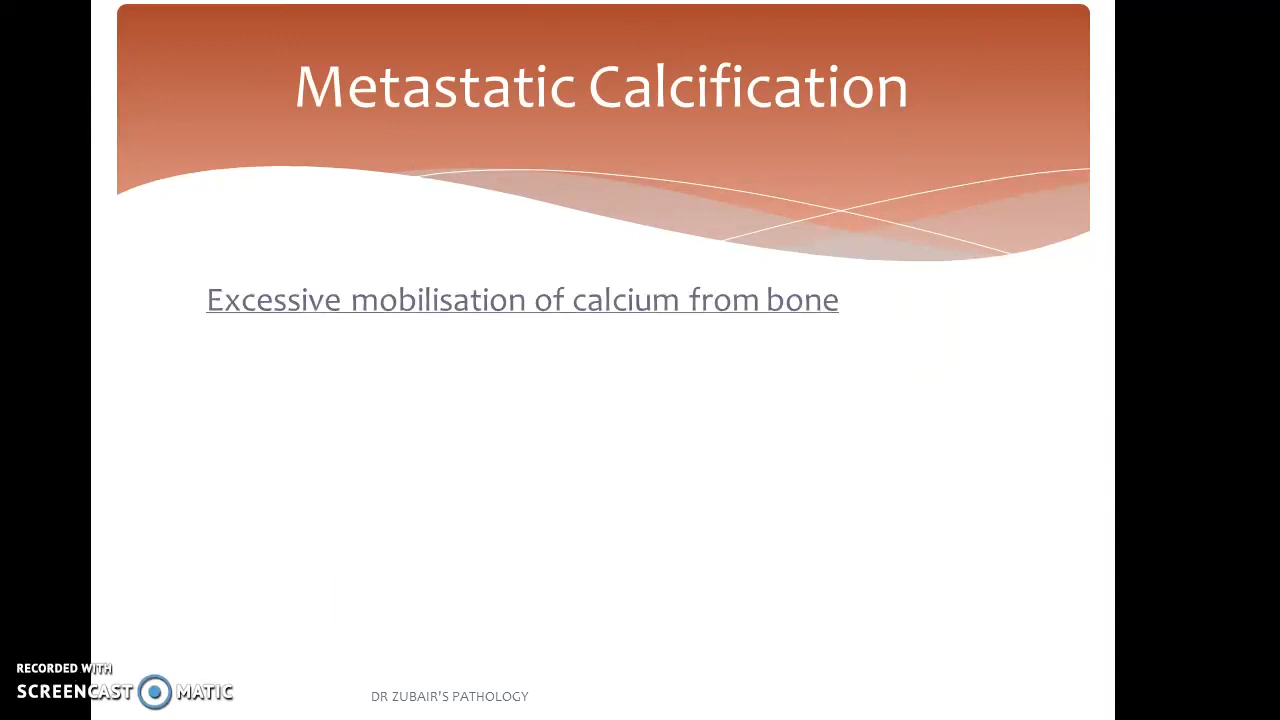 Metastatic Calcification
Excessive mobilisation of calcium from bone
RECORDED WITH
SCREENCAST MATIC
DR ZUBAIR'S PATHOLOGY